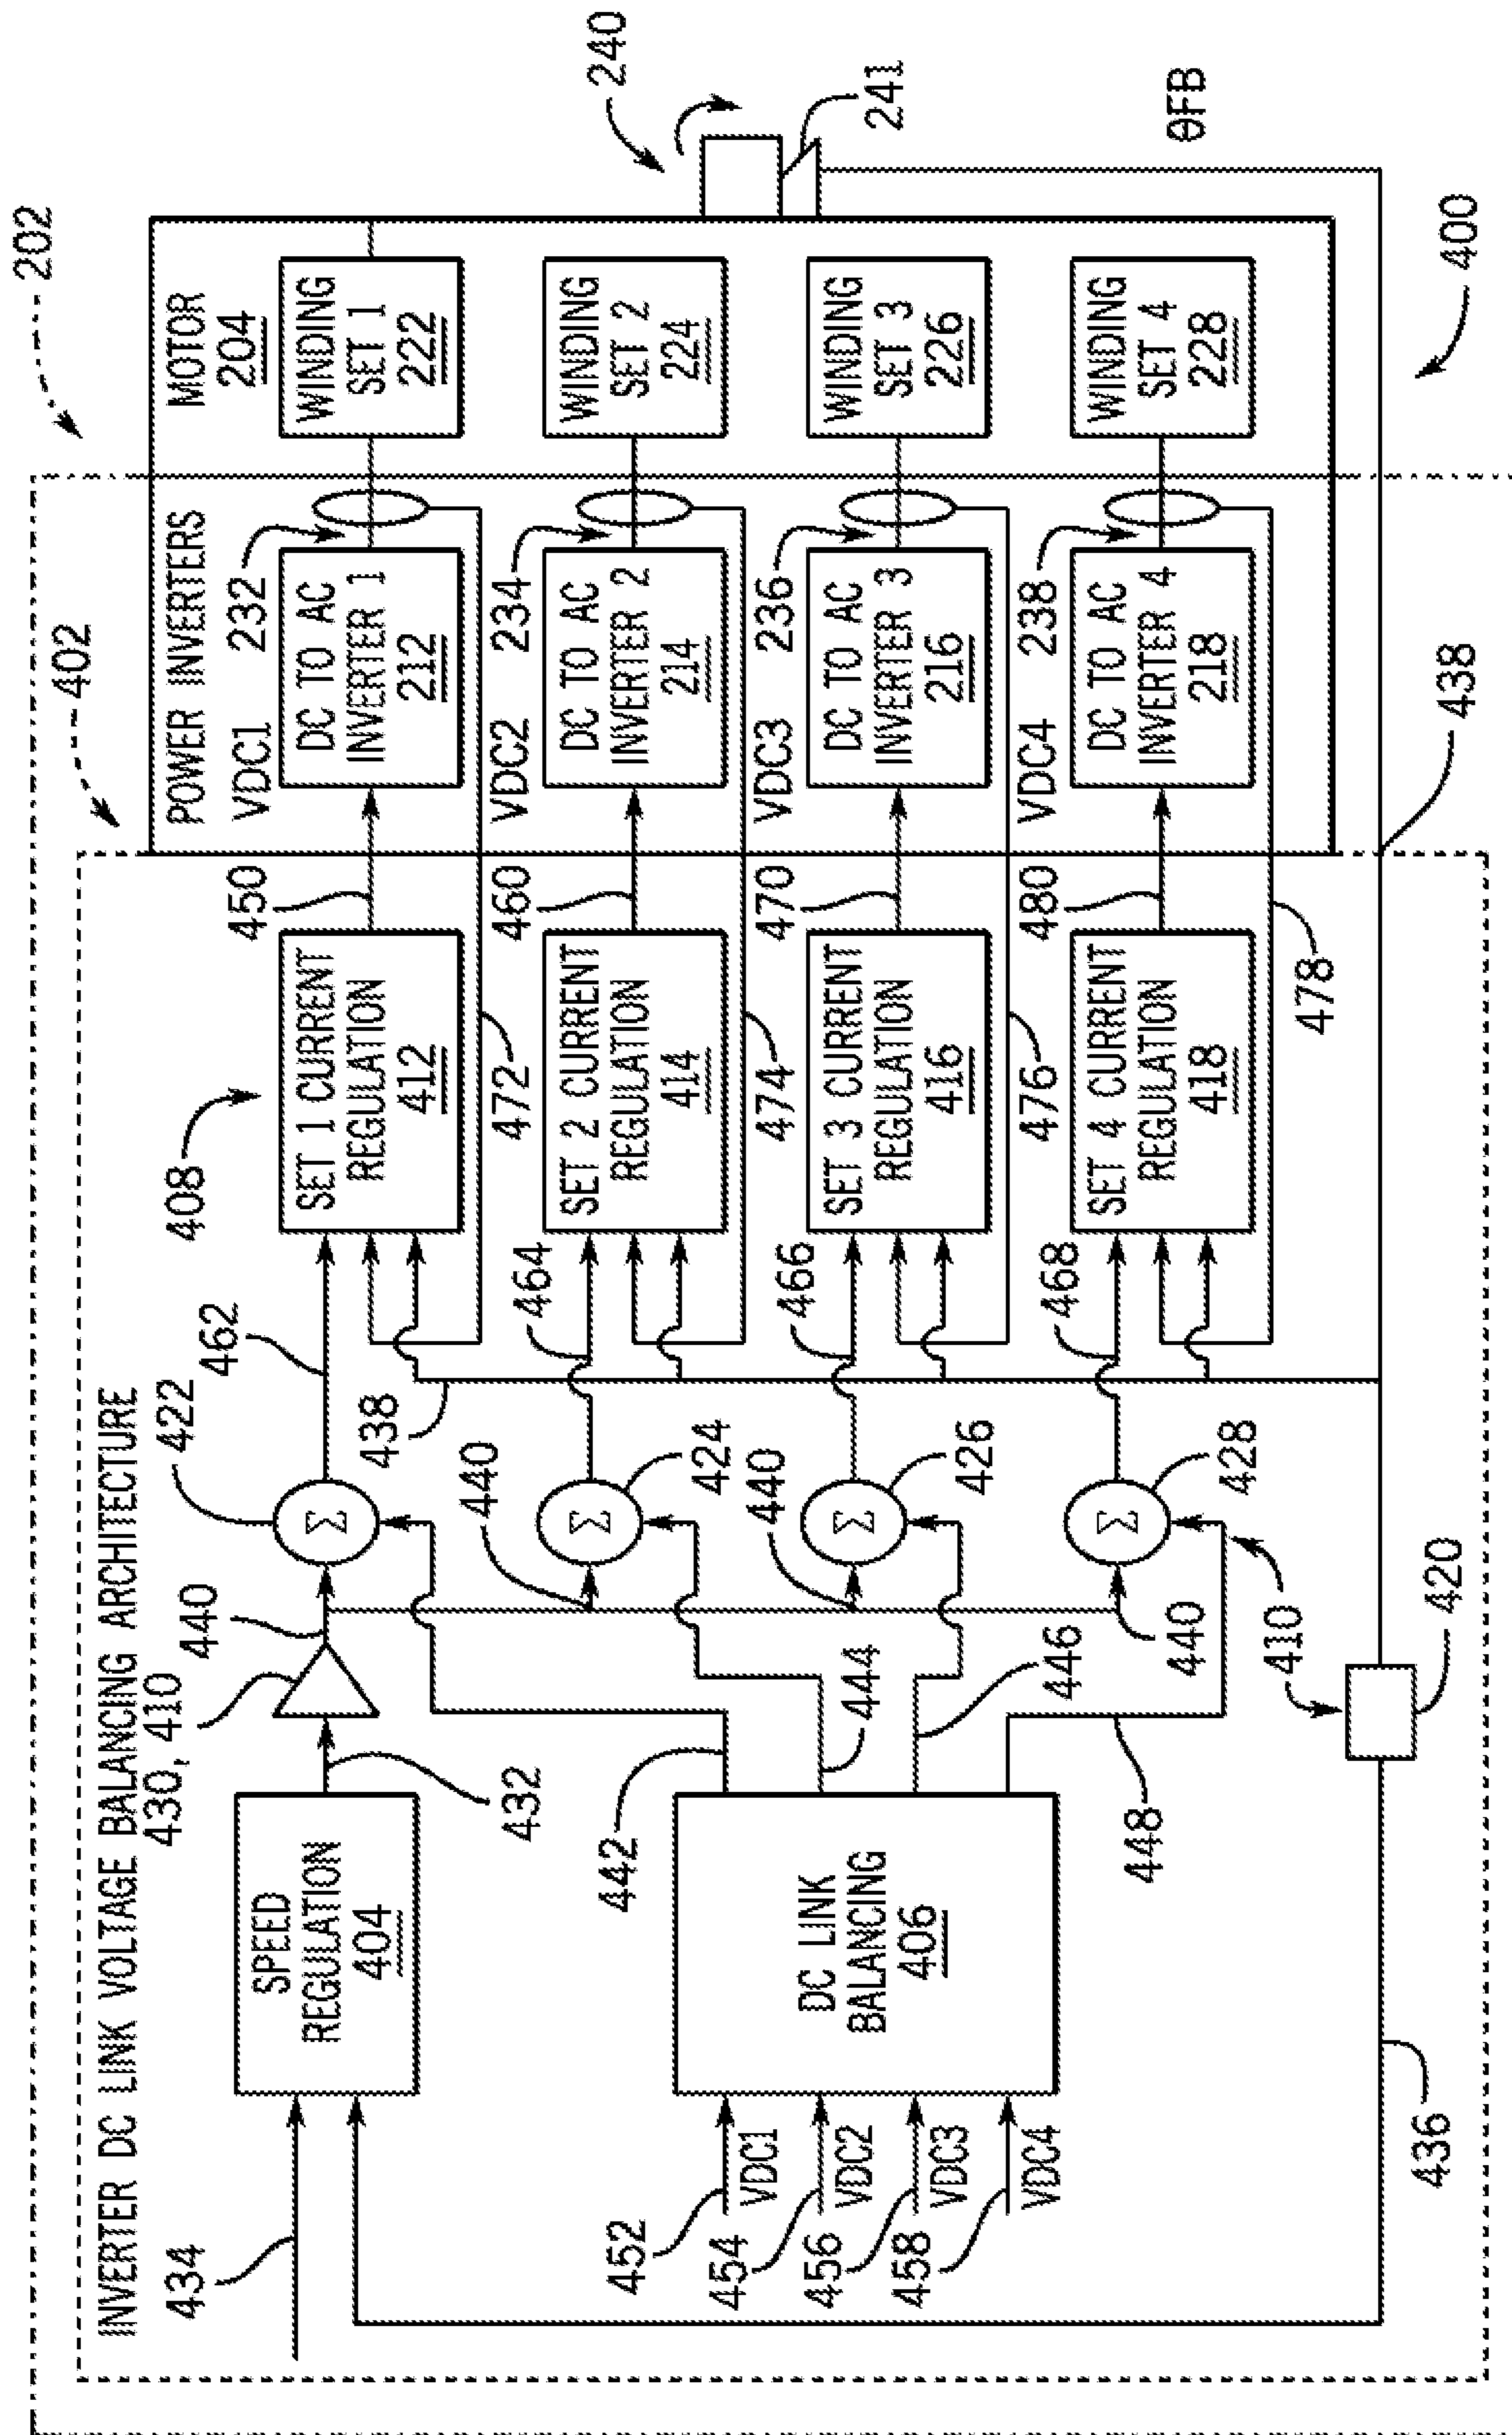 202
402
INVERTER DC LINK VOLTAGE BALANCING ARCHITECTURE
430, 410
434
SPEED
REGULATION
404
432
440
422
462
408
SET 1 CURRENT
REGULATION
412
450
POWER INVERTERS
VDC1
232
DC TO AC
INVERTER 1
212
MOTOR
204
WINDING
SET 1
222
240
241
Σ
438
472
442
440
424
Σ
464
SET 2 CURRENT
REGULATION
414
460
VDC2
234
DC TO AC
INVERTER 2
214
WINDING
SET 2
224
474
452
VDC1
454
VDC2
456
VDC3
458
VDC4
DC LINK
BALANCING
406
444
446
448
440
426
Σ
466
SET 3 CURRENT
REGULATION
416
470
VDC3
236
DC TO AC
INVERTER 3
216
WINDING
SET 3
226
476
440
428
Σ
468
SET 4 CURRENT
REGULATION
418
480
VDC4
238
DC TO AC
INVERTER 4
218
WINDING
SET 4
228
478
410
420
436
438
θFB
400